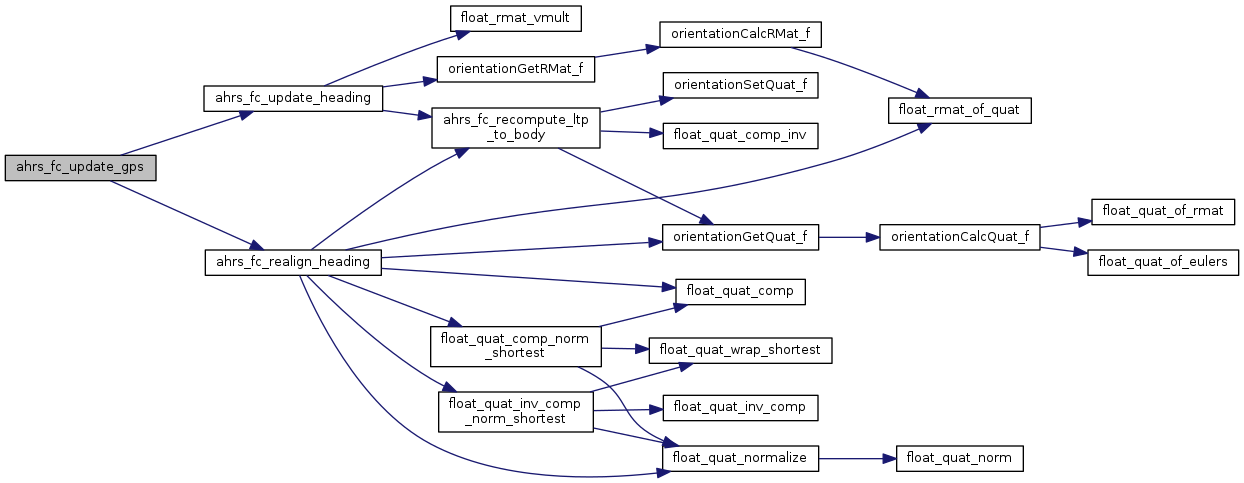 float_rmat_vmult
orientationCalcRMat_f
orientationGetRMat_f
orientationSetQuat_f
ahrs_fc_update_heading
float_rmat_of_quat
ahrs_fc_recompute_ltp
_to_body
float_quat_comp_inv
ahrs_fc_update_gps
float_quat_of_rmat
orientationGetQuat_f
orientationCalcQuat_f
ahrs_fc_realign_heading
float_quat_of_eulers
float_quat_comp
float_quat_comp_norm
_shortest
float_quat_wrap_shortest
float_quat_inv_comp
_norm_shortest
float_quat_inv_comp
float_quat_normalize
float_quat_norm